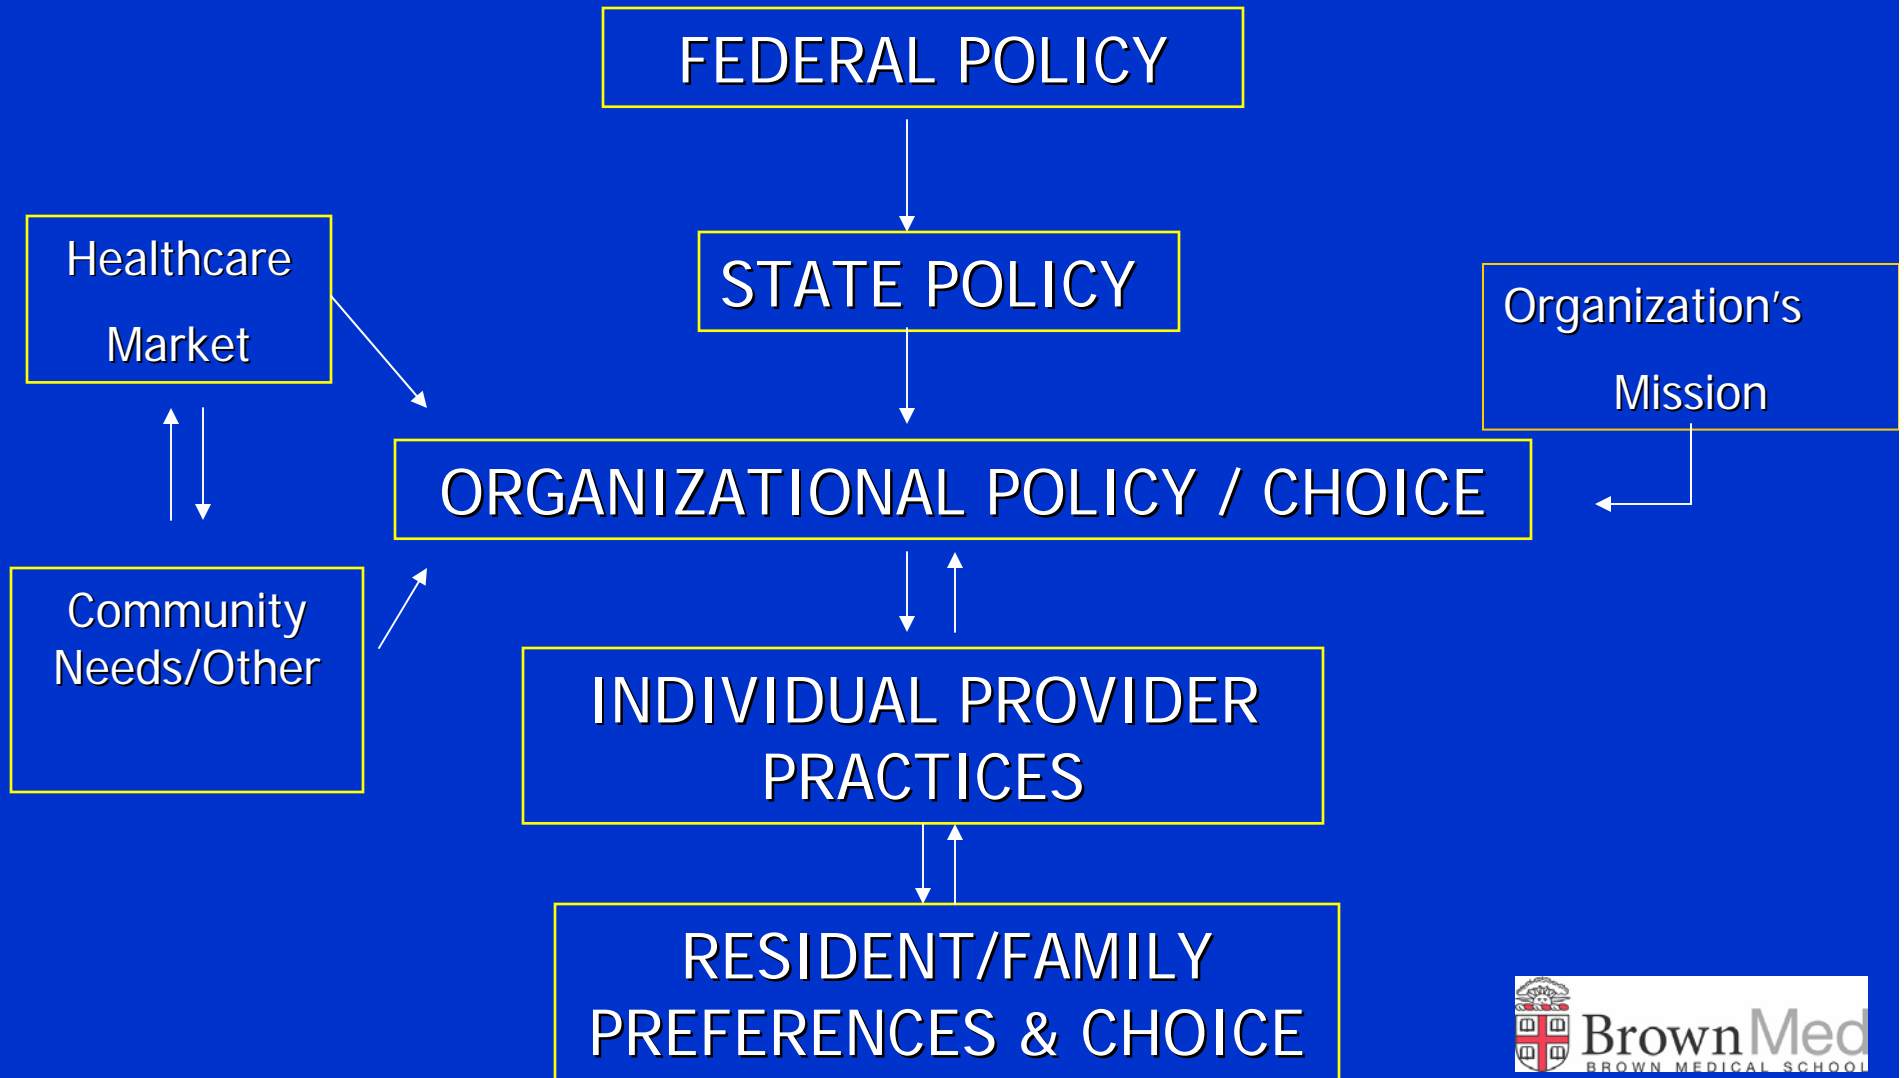 FEDERAL POLICY
Healthcare
Market
STATE POLICY
Organization's
Mission
ORGANIZATIONAL POLICY / CHOICE
Community
Needs/Other
INDIVIDUAL PROVIDER
PRACTICES
RESIDENT/FAMILY
PREFERENCES & CHOICE
BrownMed
BROWN MEDICAL SCHOOL